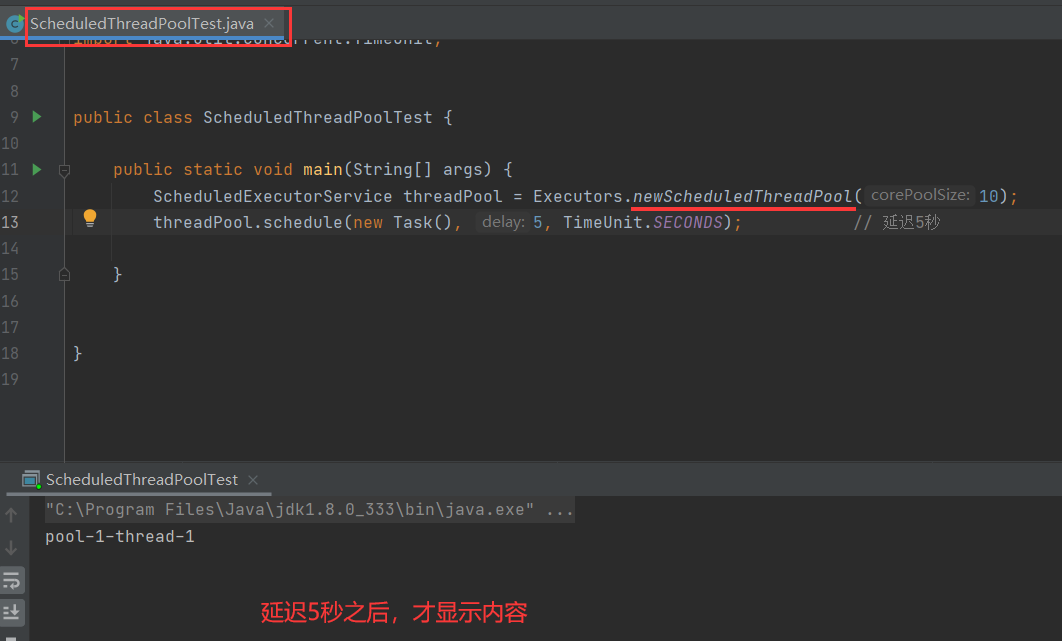 ScheduledThreadPoolTest.java
import java.util.concurrent.TimeUnit;
7
8
9 public class ScheduledThreadPoolTest {
10
11 public static void main(String[] args) {
12 ScheduledExecutorService threadPool = Executors.newScheduledThreadPool( corePoolSize: 10);
13 threadPool.schedule(new Task(), delay: 5, TimeUnit.SECONDS); // 延迟5秒
14
15 }
16
17
18 }
19
ScheduledThreadPoolTest
"C:\Program Files\Java\jdk1.8.0_333\bin\java.exe" ...
pool-1-thread-1
延迟5秒之后，才显示内容